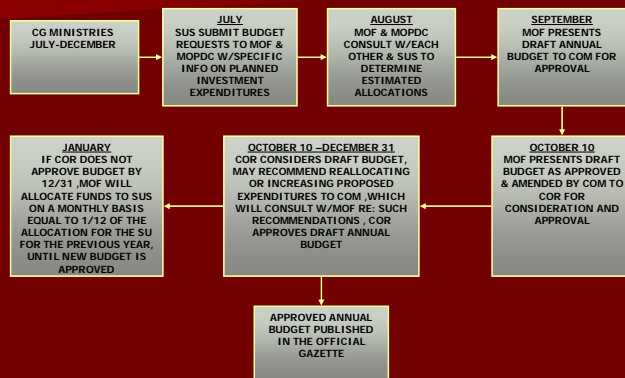 CG MINISTRIES
JULY-DECEMBER
JULY
SUS SUBMIT BUDGET
REQUESTS TO MOF &
MOPDC W/SPECIFIC
INFO ON PLANNED
INVESTMENT
EXPENDITURES
AUGUST
MOF & MOPDC
CONSULT W/EACH
OTHER & SUS TO
DETERMINE
ESTIMATED
ALLOCATIONS
SEPTEMBER
MOF PRESENTS
DRAFT ANNUAL
BUDGET TO COM FOR
APPROVAL
OCTOBER 10
MOF PRESENTS DRAFT
BUDGET AS APPROVED
& AMENDED BY COM TO
COR FOR
CONSIDERATION AND
APPROVAL
OCTOBER 10 –DECEMBER 31
COR CONSIDERS DRAFT BUDGET,
MAY RECOMMEND REALLOCATING
OR INCREASING PROPOSED
EXPENDITURES TO COM ,WHICH
WILL CONSULT W/MOF RE: SUCH
RECOMMENDATIONS , COR
APPROVES DRAFT ANNUAL
BUDGET
JANUARY
IF COR DOES NOT
APPROVE BUDGET BY
12/31 ,MOF WILL
ALLOCATE FUNDS TO SUS
ON A MONTHLY BASIS
EQUAL TO 1/12 OF THE
ALLOCATION FOR THE SU
FOR THE PREVIOUS YEAR,
UNTIL NEW BUDGET IS
APPROVED
APPROVED ANNUAL
BUDGET PUBLISHED
IN THE OFFICIAL
GAZETTE